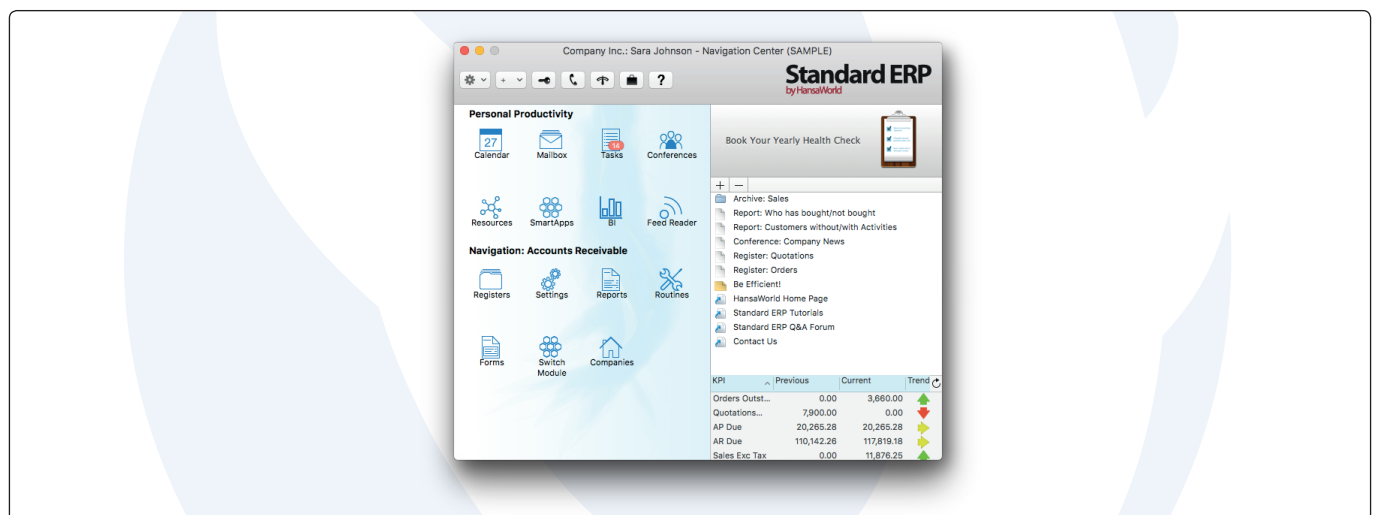 Company Inc.: Sara Johnson - Navigation Center (SAMPLE)
?
Standard ERP
by HansaWorld
Personal Productivity
27
14
Calendar Mailbox Tasks Conferences
Resources SmartApps BI Feed Reader
Navigation: Accounts Receivable
Registers Settings Reports Routines
Forms Switch Module Companies
Book Your Yearly Health Check
+ −
Archive: Sales
Report: Who has bought/not bought
Report: Customers without/with Activities
Conference: Company News
Register: Quotations
Register: Orders
Be Efficient!
HansaWorld Home Page
Standard ERP Tutorials
Standard ERP Q&A Forum
Contact Us
KPI Previous Current Trend
Orders Outst... 0.00 3,660.00
Quotations... 7,900.00 0.00
AP Due 20,265.28 20,265.28
AR Due 110,142.26 117,819.18
Sales Exc Tax 0.00 11,876.25